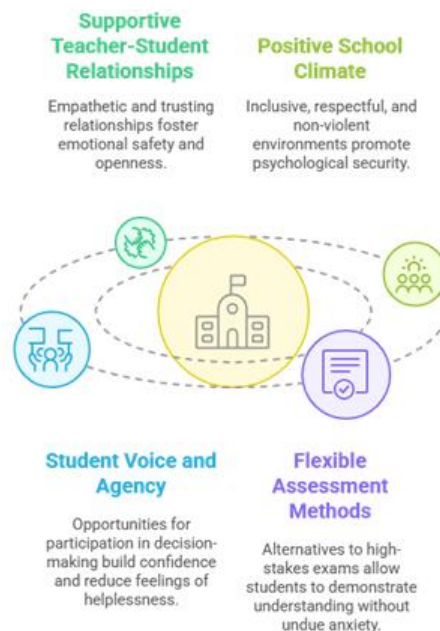 Supportive
Teacher-Student
Relationships
Empathetic and trusting
relationships foster
emotional safety and
openness.
Positive School
Climate
Inclusive, respectful, and
non-violent
environments promote
psychological security.
Student Voice and
Agency
Opportunities for
participation in decision-
making build confidence
and reduce feelings of
helplessness.
Flexible
Assessment
Methods
Alternatives to high-
stakes exams allow
students to demonstrate
understanding without
undue anxiety.